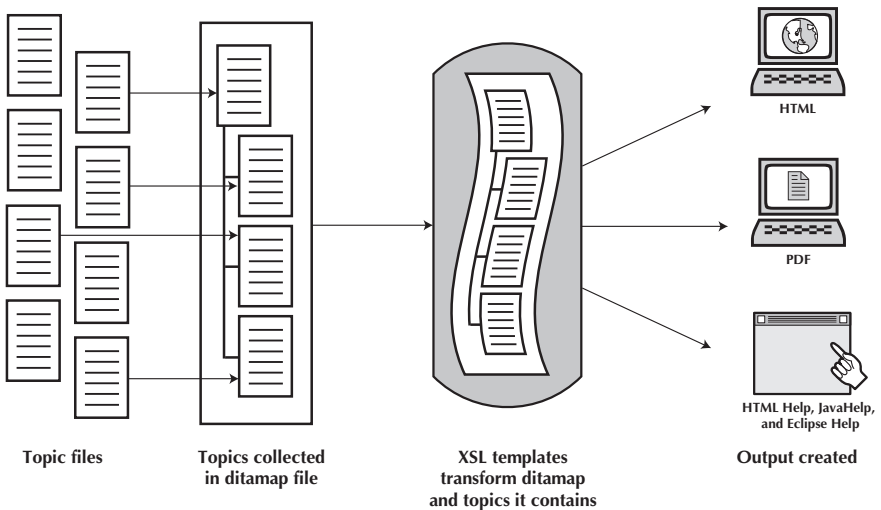 HTML
PDF
HTML Help, JavaHelp,
and Eclipse Help
Topic files
Topics collected
in ditamap file
XSL templates
transform ditamap
and topics it contains
Output created